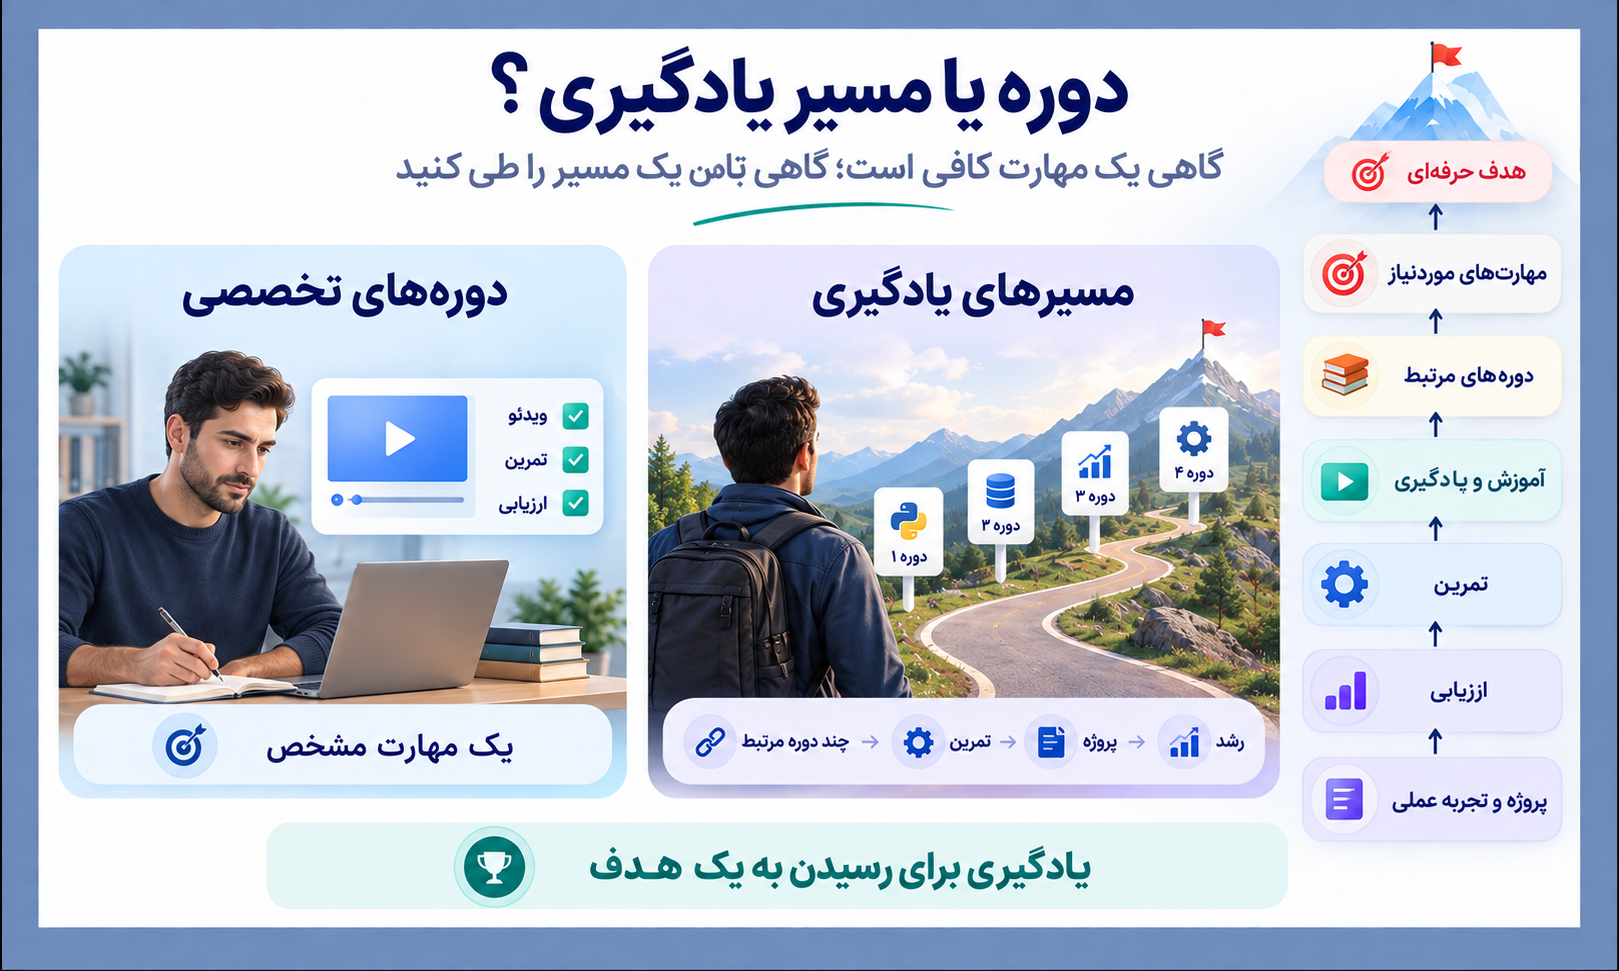 دوره یا مسیر یادگیری ؟
گاهی یک مهارت کافی است؛ گاهی باﻣن یک مسیر را طی کنید
هدف حرفه‌ای
مهارت‌های موردنیاز
دوره‌های مرتبط
آموزش و پادگیری
تمرین
اززیابی
پروژه و تجربه عملی
مسیرهای یادگیری
دوره ۱
دوره ۳
دوره ۳
دوره ۴
رشد
پروژه
تمرین
چند دوره مرتبط
دوره‌های تخصصی
ویدئو
تمرین
ارزیابی
یک مهارت مشخص
یادگیری برای رسیدن به یک هدف